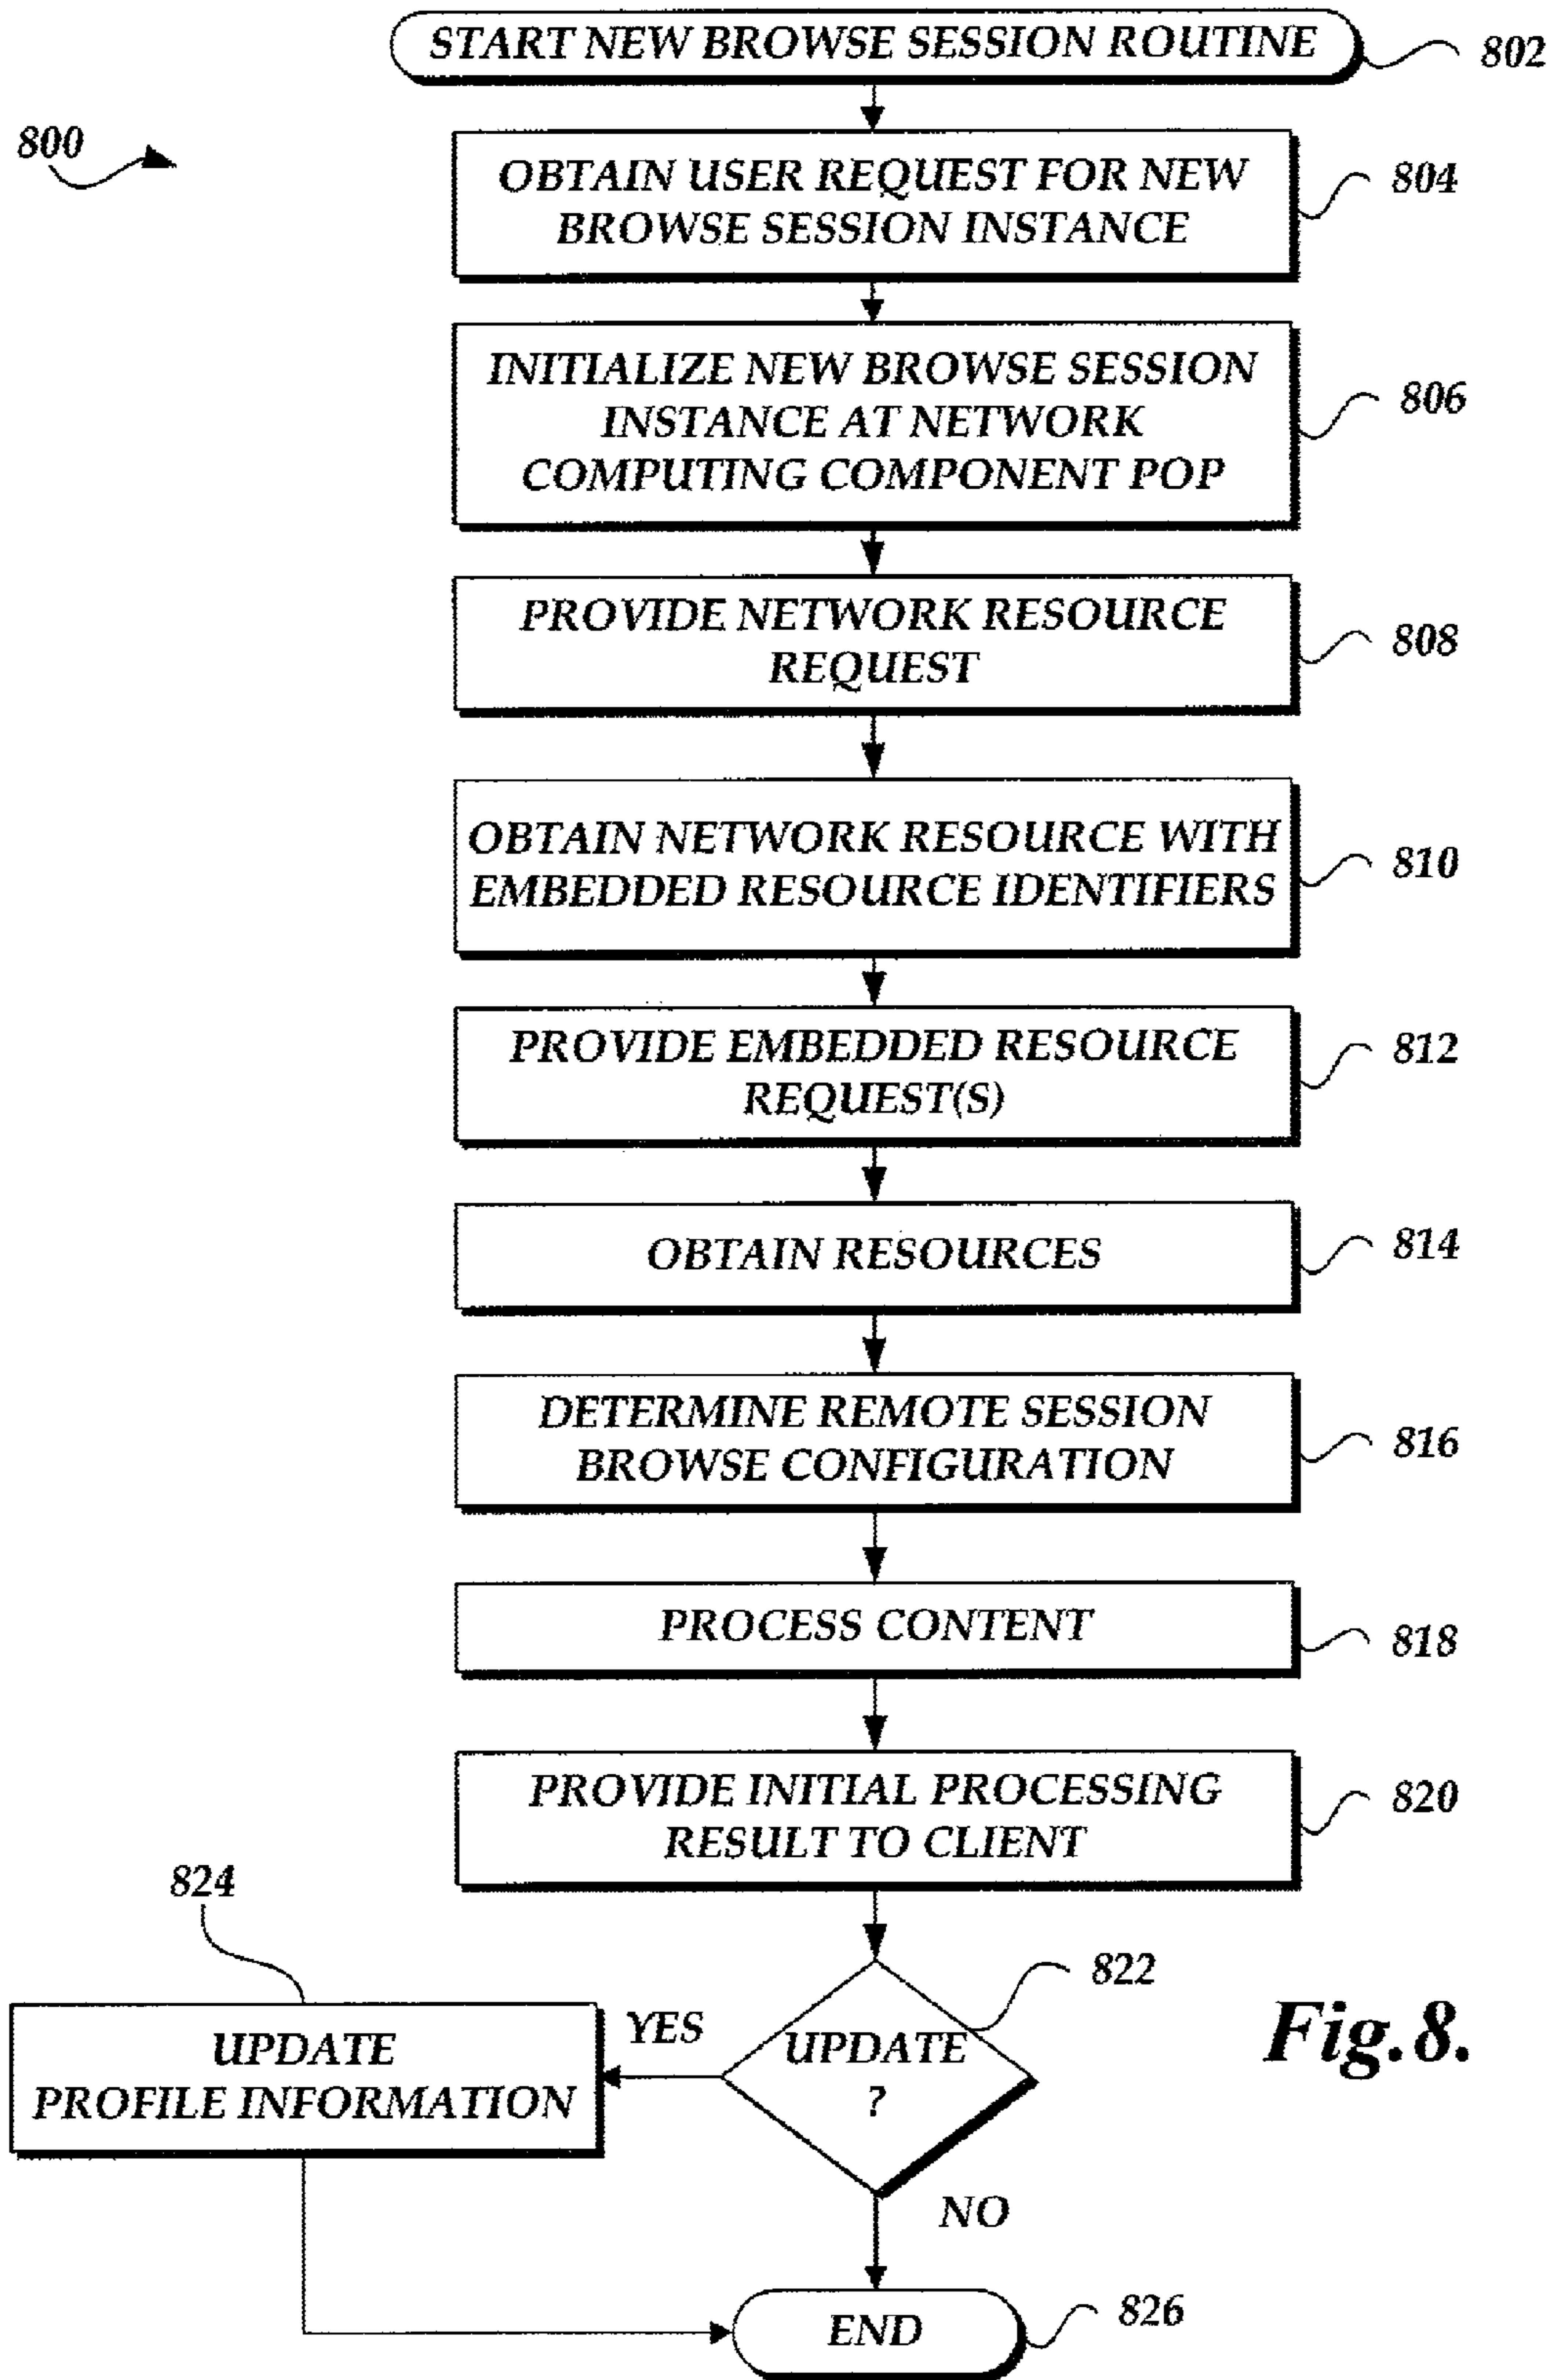 START NEW BROWSE SESSION ROUTINE
802
800
OBTAIN USER REQUEST FOR NEW
BROWSE SESSION INSTANCE
804
INITIALIZE NEW BROWSE SESSION
INSTANCE AT NETWORK
COMPUTING COMPONENT POP
806
PROVIDE NETWORK RESOURCE
REQUEST
808
OBTAIN NETWORK RESOURCE WITH
EMBEDDED RESOURCE IDENTIFIERS
810
PROVIDE EMBEDDED RESOURCE
REQUEST(S)
812
OBTAIN RESOURCES
814
DETERMINE REMOTE SESSION
BROWSE CONFIGURATION
816
PROCESS CONTENT
818
PROVIDE INITIAL PROCESSING
RESULT TO CLIENT
820
824
822
UPDATE
PROFILE INFORMATION
YES
UPDATE
?
Fig.8.
NO
END
826